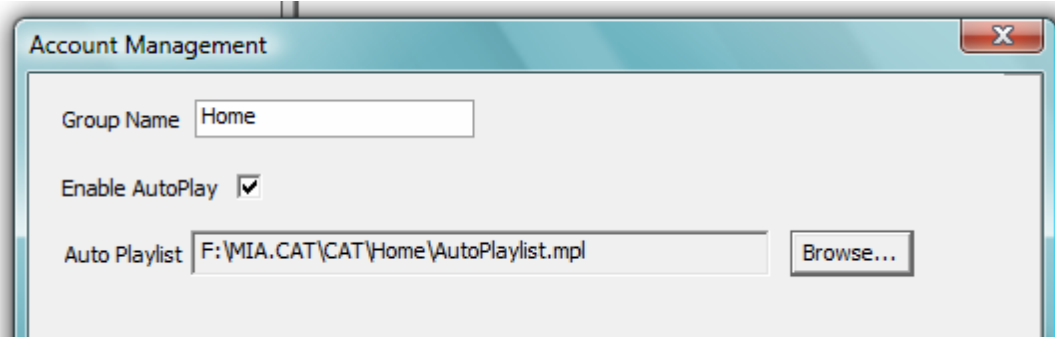 Account Management
Group Name Home
Enable AutoPlay
Auto Playlist F:\MIA.CAT\CAT\Home\AutoPlaylist.mpl Browse...